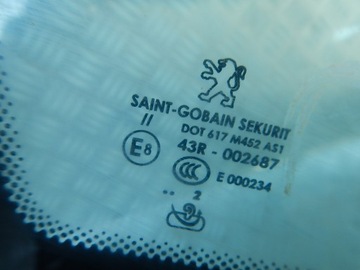 SAINT-GOBAIN SEKURIT
//
DOT 617 M452 AS1
E8 43R - 002687
CCC E 000234
.. 2